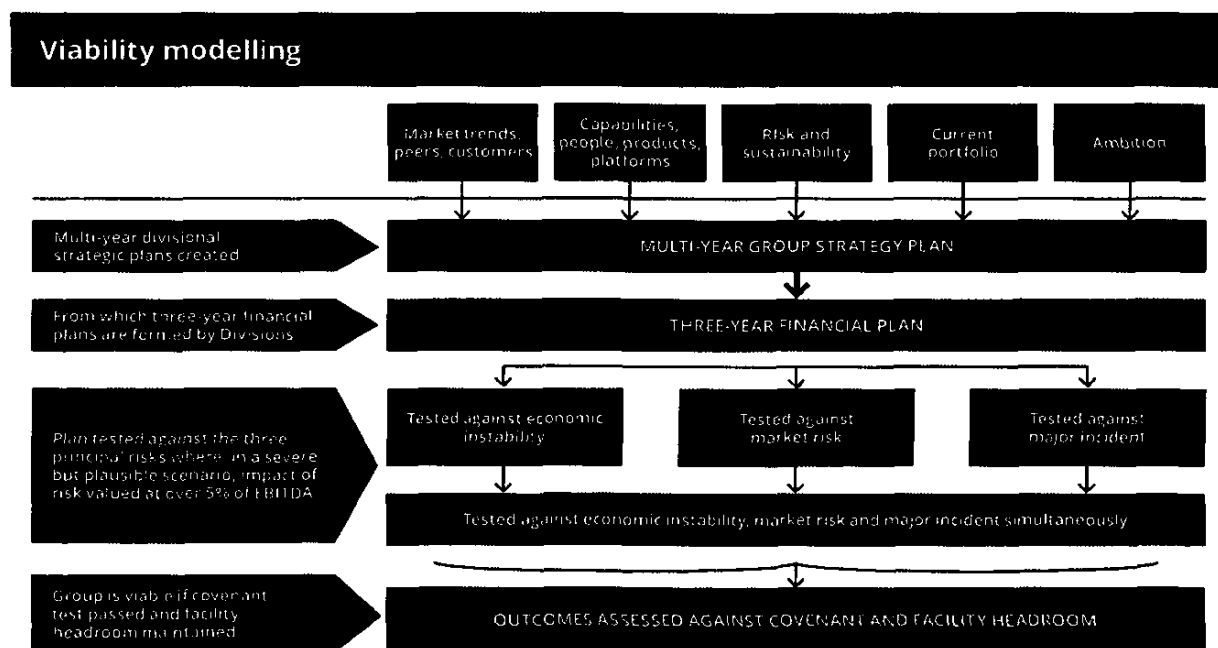 Viability modelling
Market trends,
peers, customers
Capabilities,
people, products,
platforms
Risk and
sustainability
Current
portfolio
Ambition
Multi-year divisional
strategic plans created
MULTI-YEAR GROUP STRATEGY PLAN
From which three-year financial
plans are formed by Divisions
THREE-YEAR FINANCIAL PLAN
Plan tested against the three
principal risks where, in a severe
but plausible scenario, impact of
risk valued at over 5% of EBITDA
Tested against economic
instability
Tested against
market risk
Tested against
major incident
Tested against economic instability, market risk and major incident simultaneously
Group is viable if covenant
test passed and facility
headroom maintained
OUTCOMES ASSESSED AGAINST COVENANT AND FACILITY HEADROOM